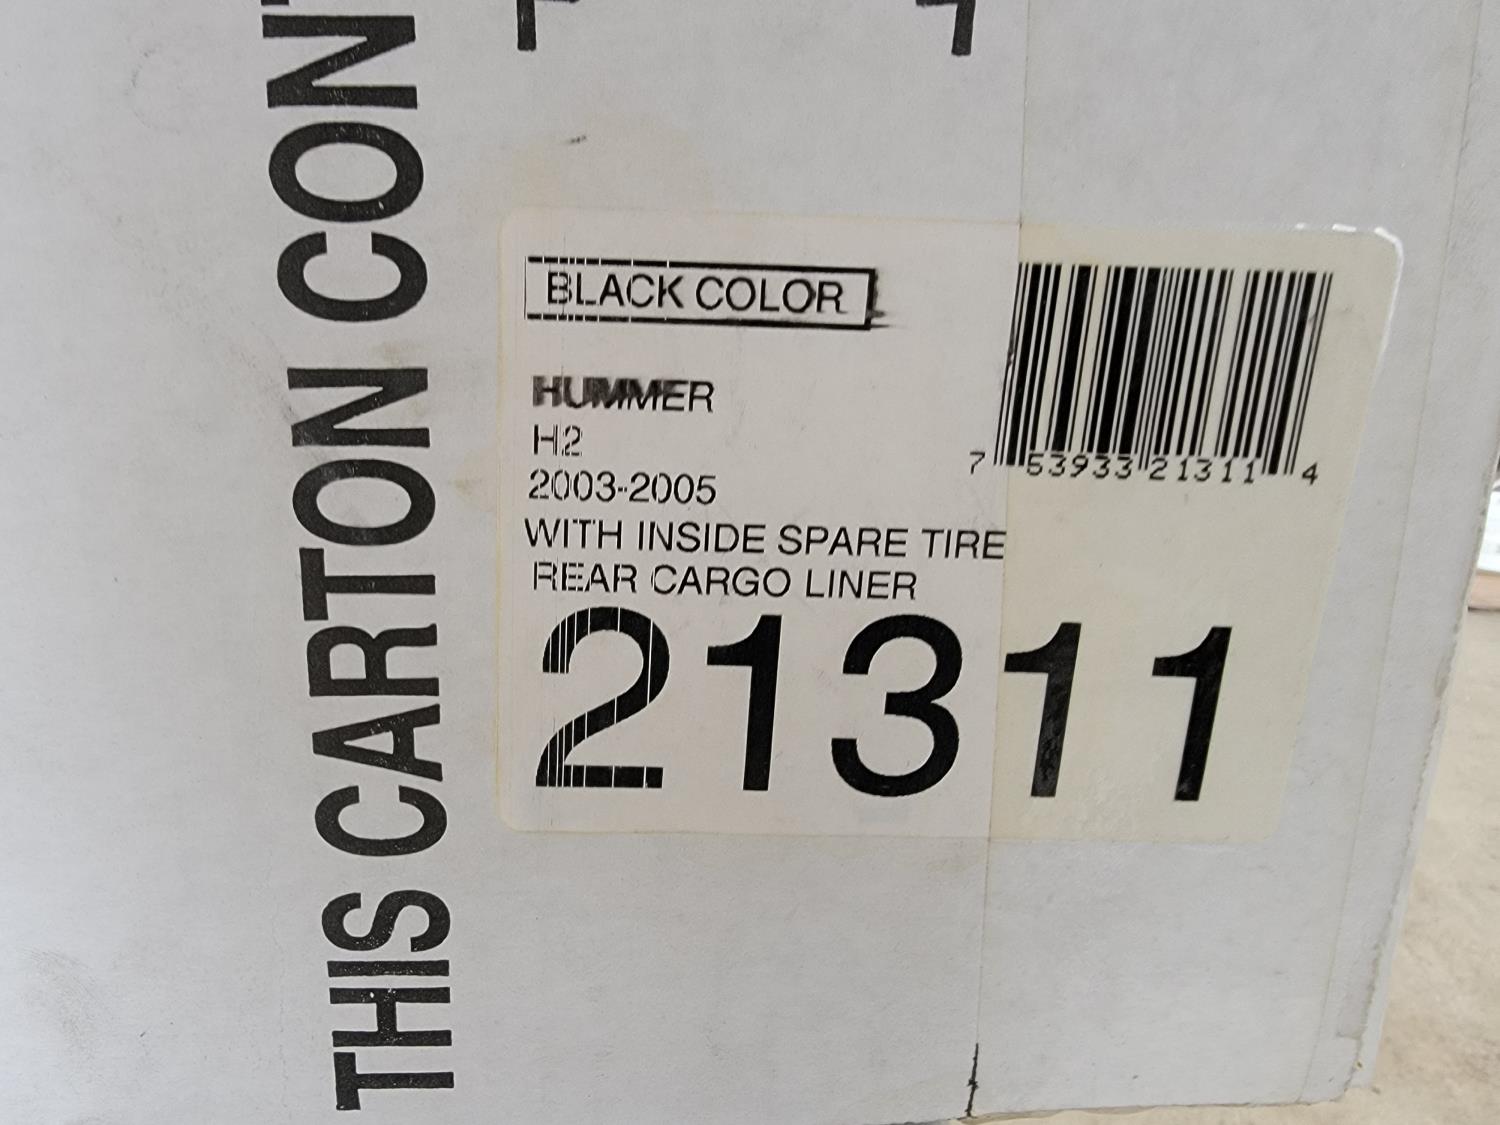 THIS CARTON CONT
BLACK COLOR
HUMMER
H2
2003-2005
WITH INSIDE SPARE TIRE
REAR CARGO LINER
21311
7 53933 21311 4